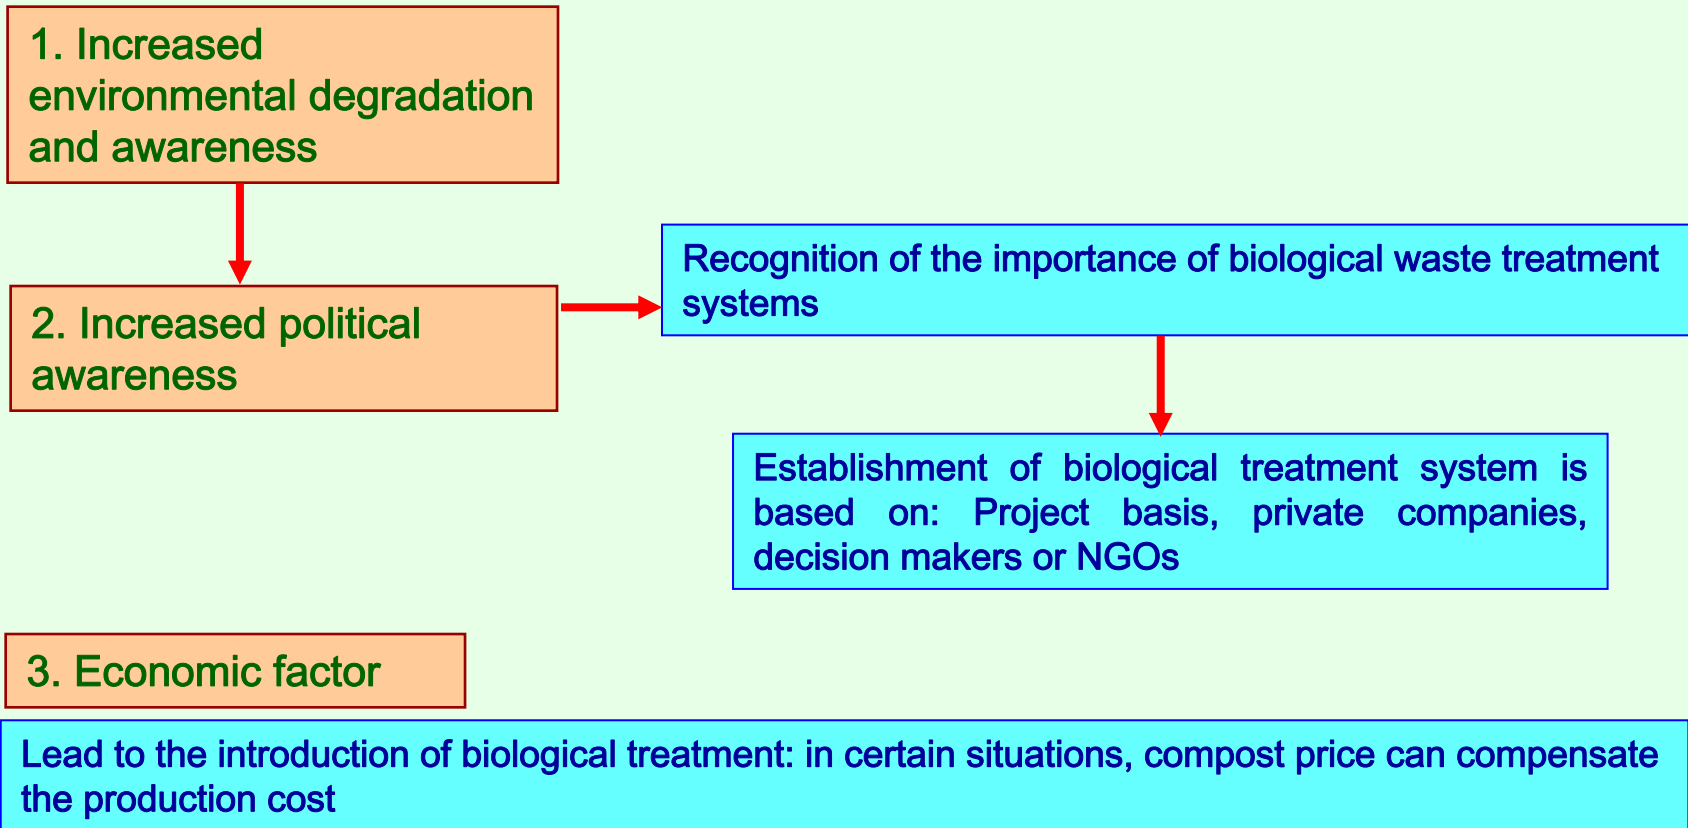 1. Increased
environmental degradation
and awareness
2. Increased political
awareness
Recognition of the importance of biological waste treatment
systems
Establishment of biological treatment system is
based on: Project basis, private companies,
decision makers or NGOs
3. Economic factor
Lead to the introduction of biological treatment: in certain situations, compost price can compensate
the production cost